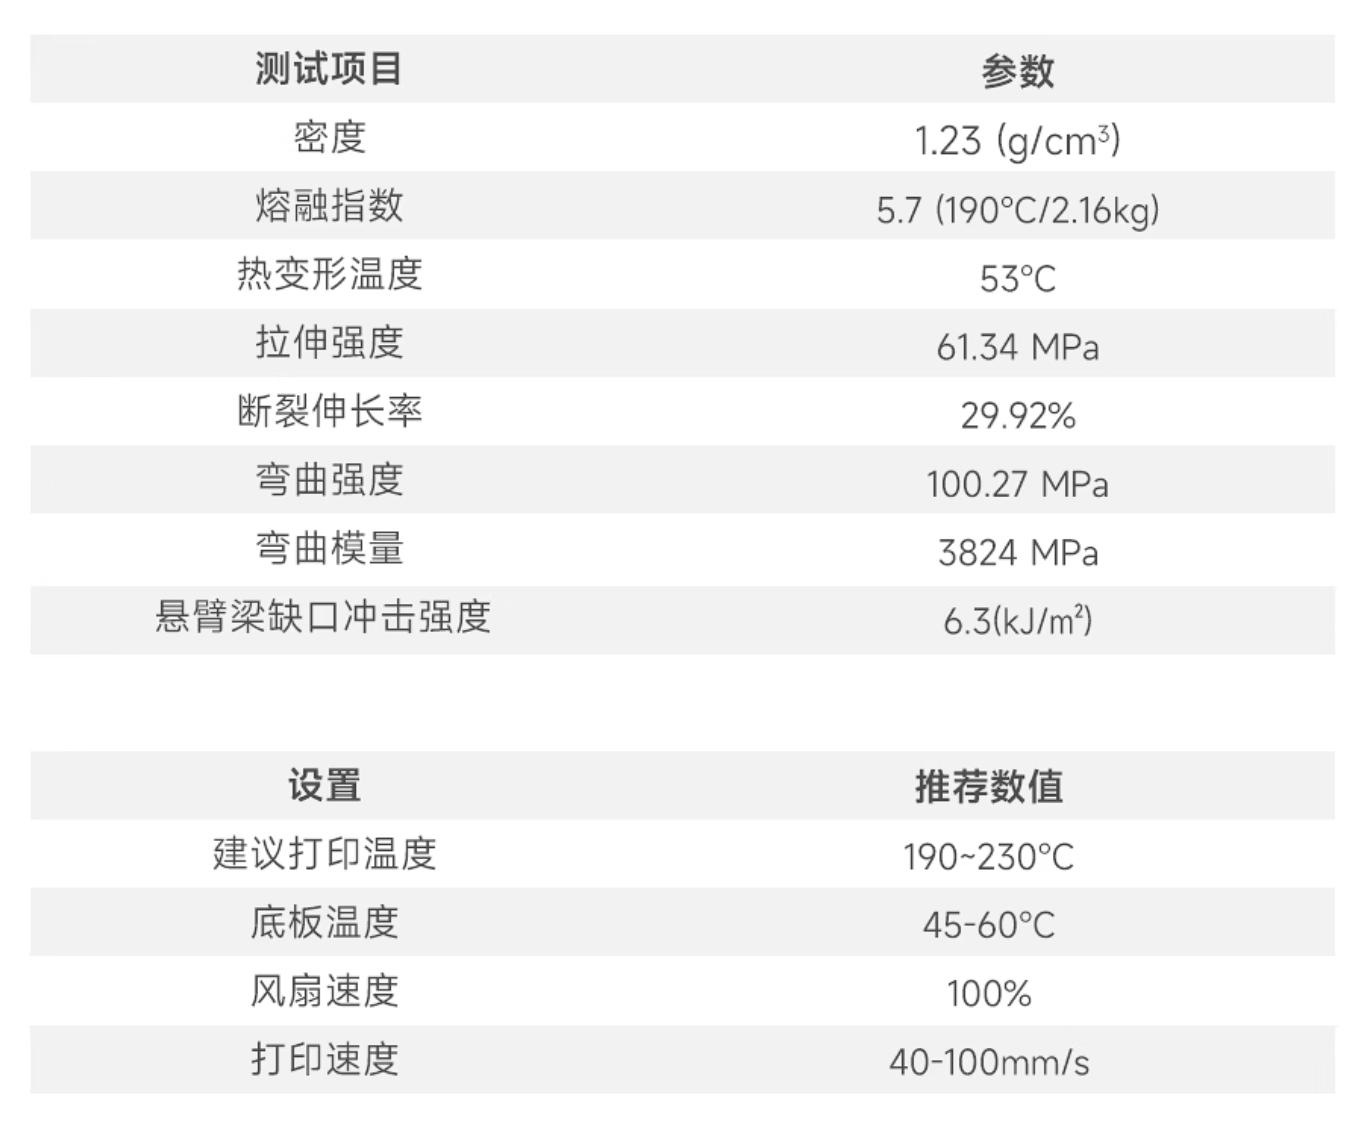 测试项目 参数
密度 1.23 (g/cm³)
熔融指数 5.7 (190°C/2.16kg)
热变形温度 53°C
拉伸强度 61.34 MPa
断裂伸长率 29.92%
弯曲强度 100.27 MPa
弯曲模量 3824 MPa
悬臂梁缺口冲击强度 6.3(kJ/m²)
设置 推荐数值
建议打印温度 190~230°C
底板温度 45-60°C
风扇速度 100%
打印速度 40-100mm/s